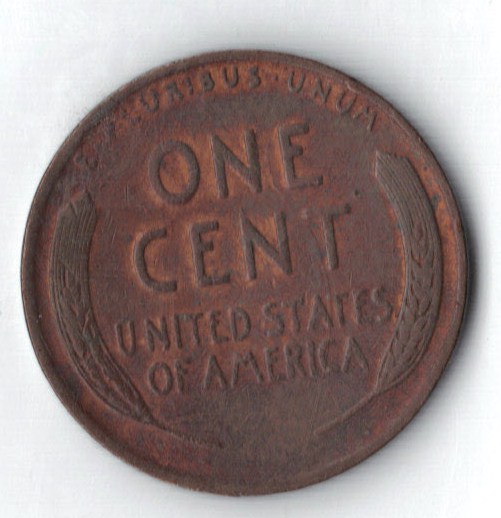 PLURIBUS · UNUM
ONE
CENT
UNITED STATES
OF AMERICA